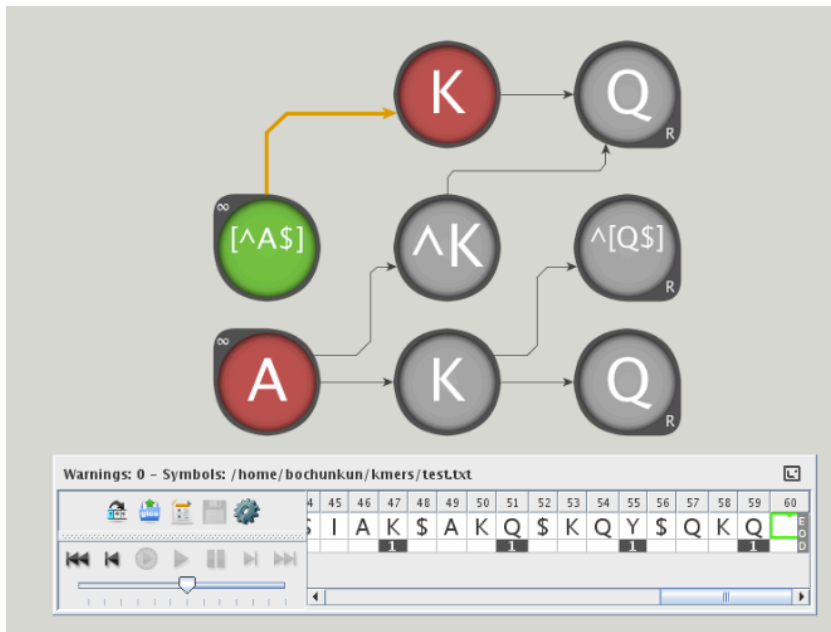 K Q
R
∞
[^A$] ^K ^[Q$]
R
∞
A K Q
R
Warnings: 0 – Symbols: /home/bochunkun/kmers/test.txt
45 46 47 48 49 50 51 52 53 54 55 56 57 58 59 60
I A K $ A K Q $ K Q Y $ Q K Q EOD
1 1 1 1